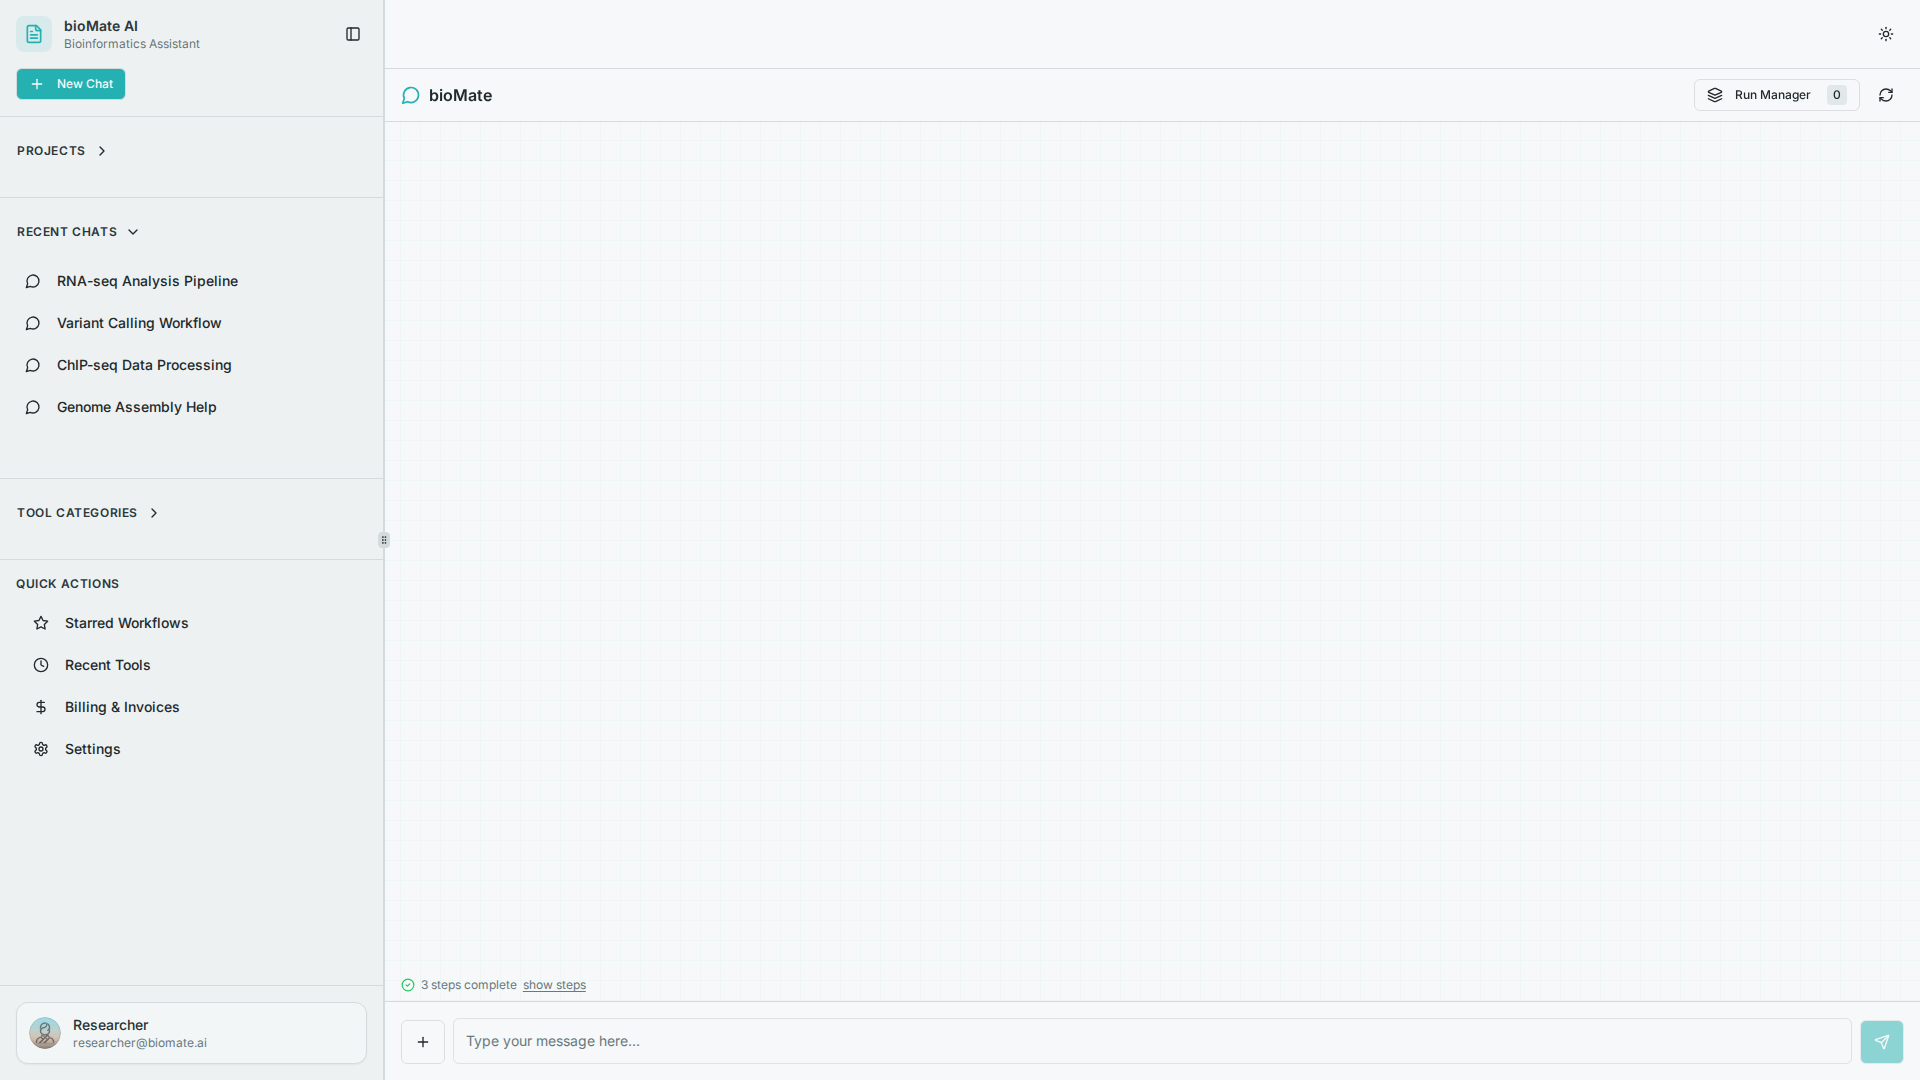 bioMate AI
Bioinformatics Assistant
New Chat
PROJECTS
RECENT CHATS
RNA-seq Analysis Pipeline
Variant Calling Workflow
ChIP-seq Data Processing
Genome Assembly Help
TOOL CATEGORIES
QUICK ACTIONS
Starred Workflows
Recent Tools
Billing & Invoices
Settings
Researcher
researcher@biomate.ai
bioMate
Run Manager 0
3 steps complete show steps
Type your message here...